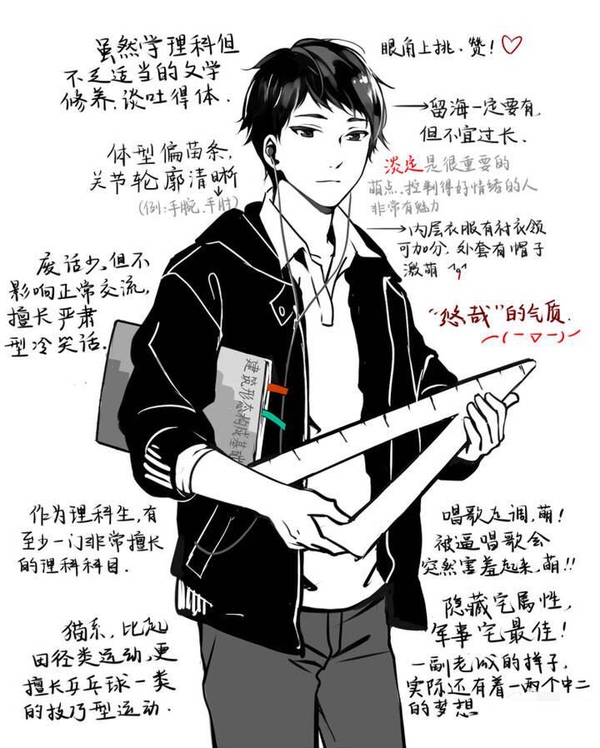 虽然学理科但
不乏适当的文学
修养、谈吐得体.
体型偏苗条,
关节轮廓清晰
(例:手腕、手肘)
废话少,但不
影响正常交流,
擅长严肃
型冷笑话.
作为理科生,有
至少一门非常擅长
的理科科目.
猫系,比起
田径类运动,更
擅长乒乓球一类
的技巧型运动.
眼角上挑、赞!♡
→留海一定要有,
但不宜过长.
淡定是很重要的
萌点、控制得好情绪的人
非常有魅力
→内层衣服有衬衣领
可加分、外套有帽子
激萌
“悠哉”的气质.
建筑形态构成基础
唱歌走调,萌!
被逼唱歌会
突然害羞起来,萌!!
隐藏宅属性,
军事宅最佳!
一副老成的样子,
实际还有着一两个中二
的梦想